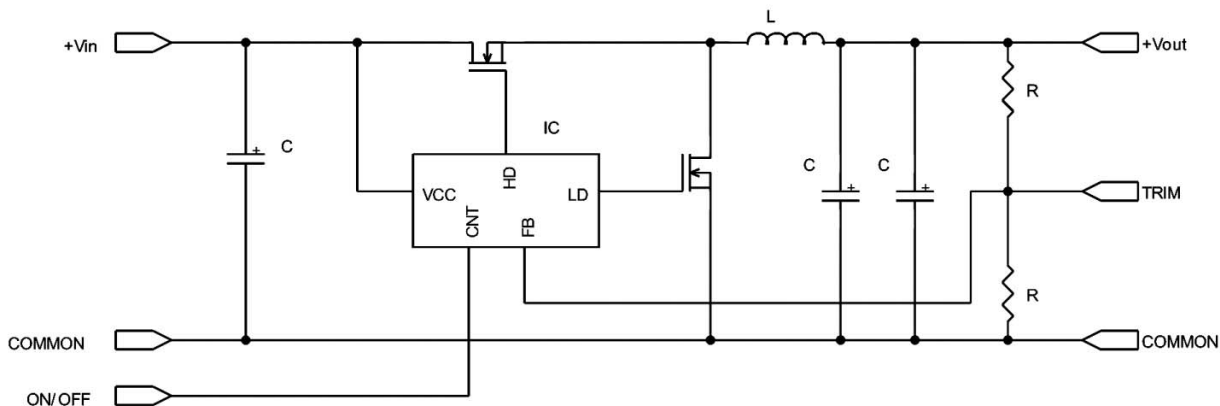 L
+Vin
+Vout
R
IC
C
+
HD
VCC
LD
CNT
FB
C
+
C
+
TRIM
R
COMMON
COMMON
ON/OFF